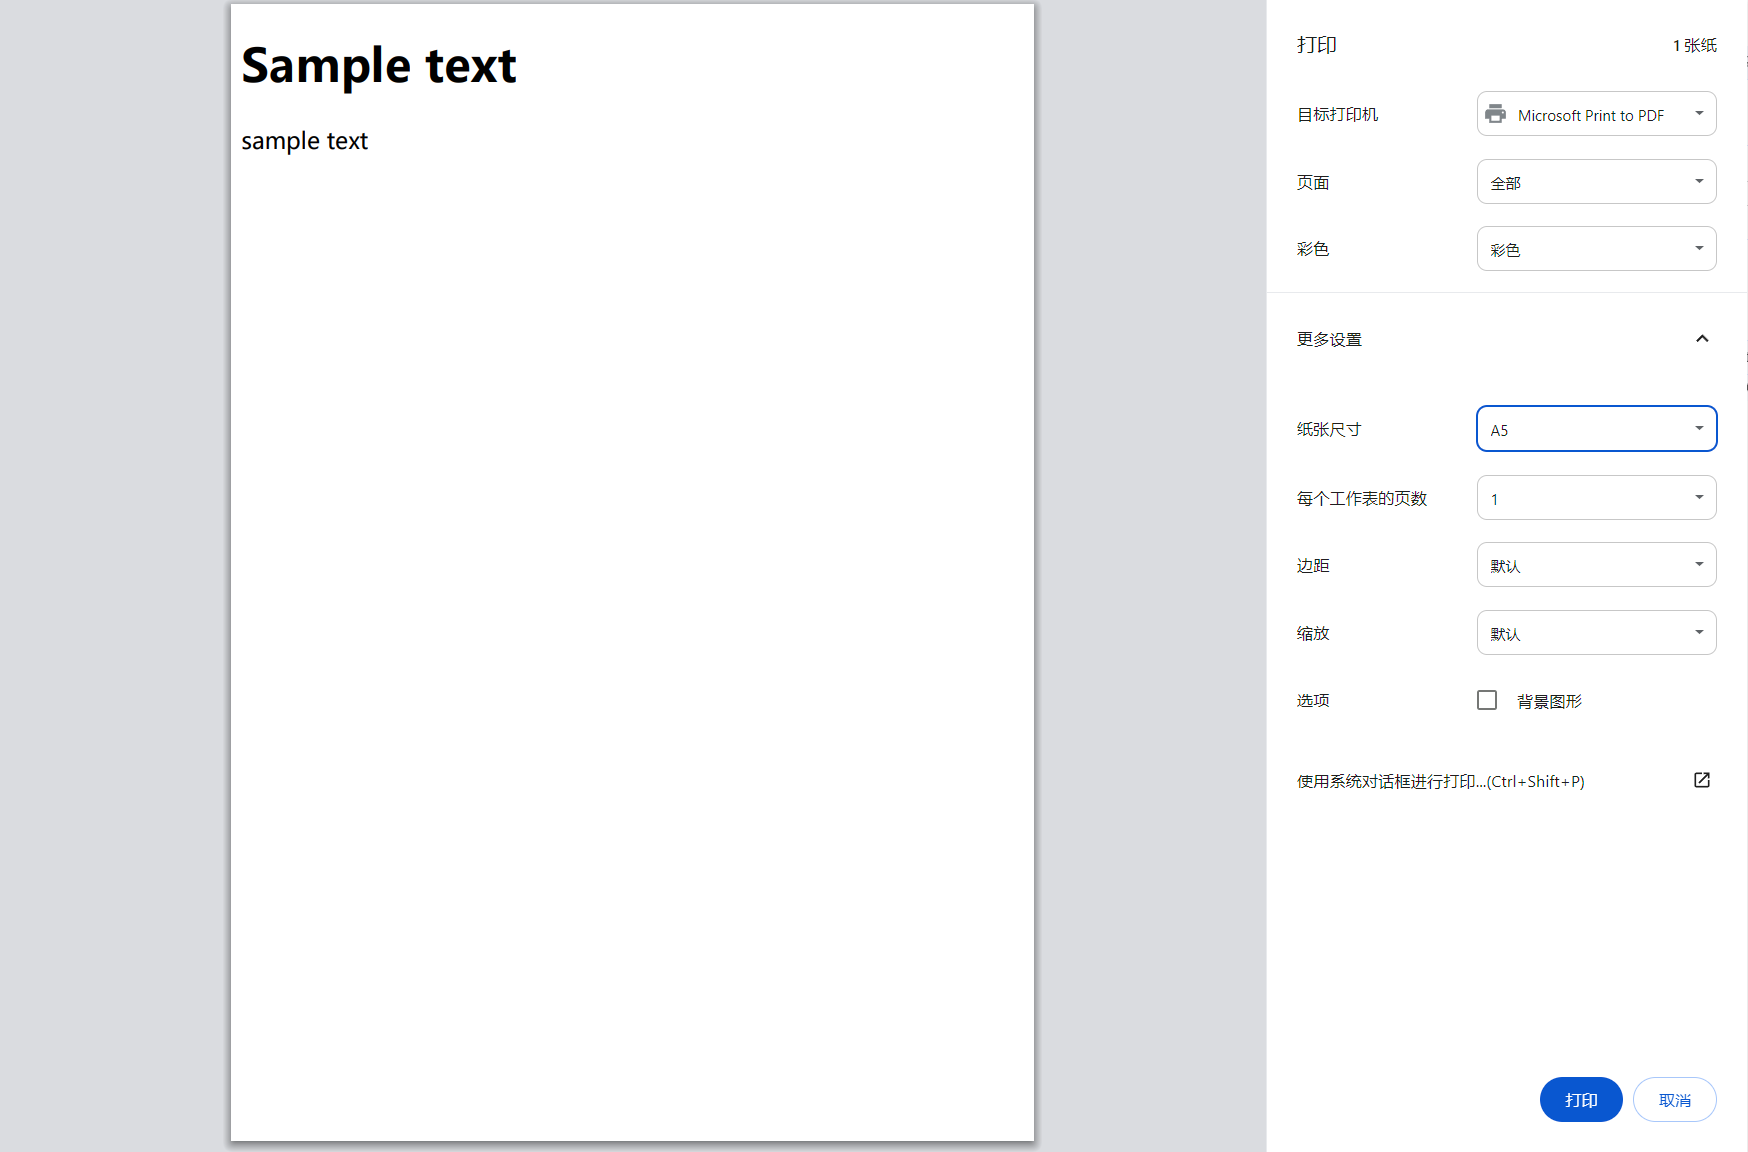 Sample text
sample text
打印
1 张纸
目标打印机
Microsoft Print to PDF
页面
全部
彩色
彩色
更多设置
纸张尺寸
A5
每个工作表的页数
1
边距
默认
缩放
默认
选项
背景图形
使用系统对话框进行打印...(Ctrl+Shift+P)
打印
取消